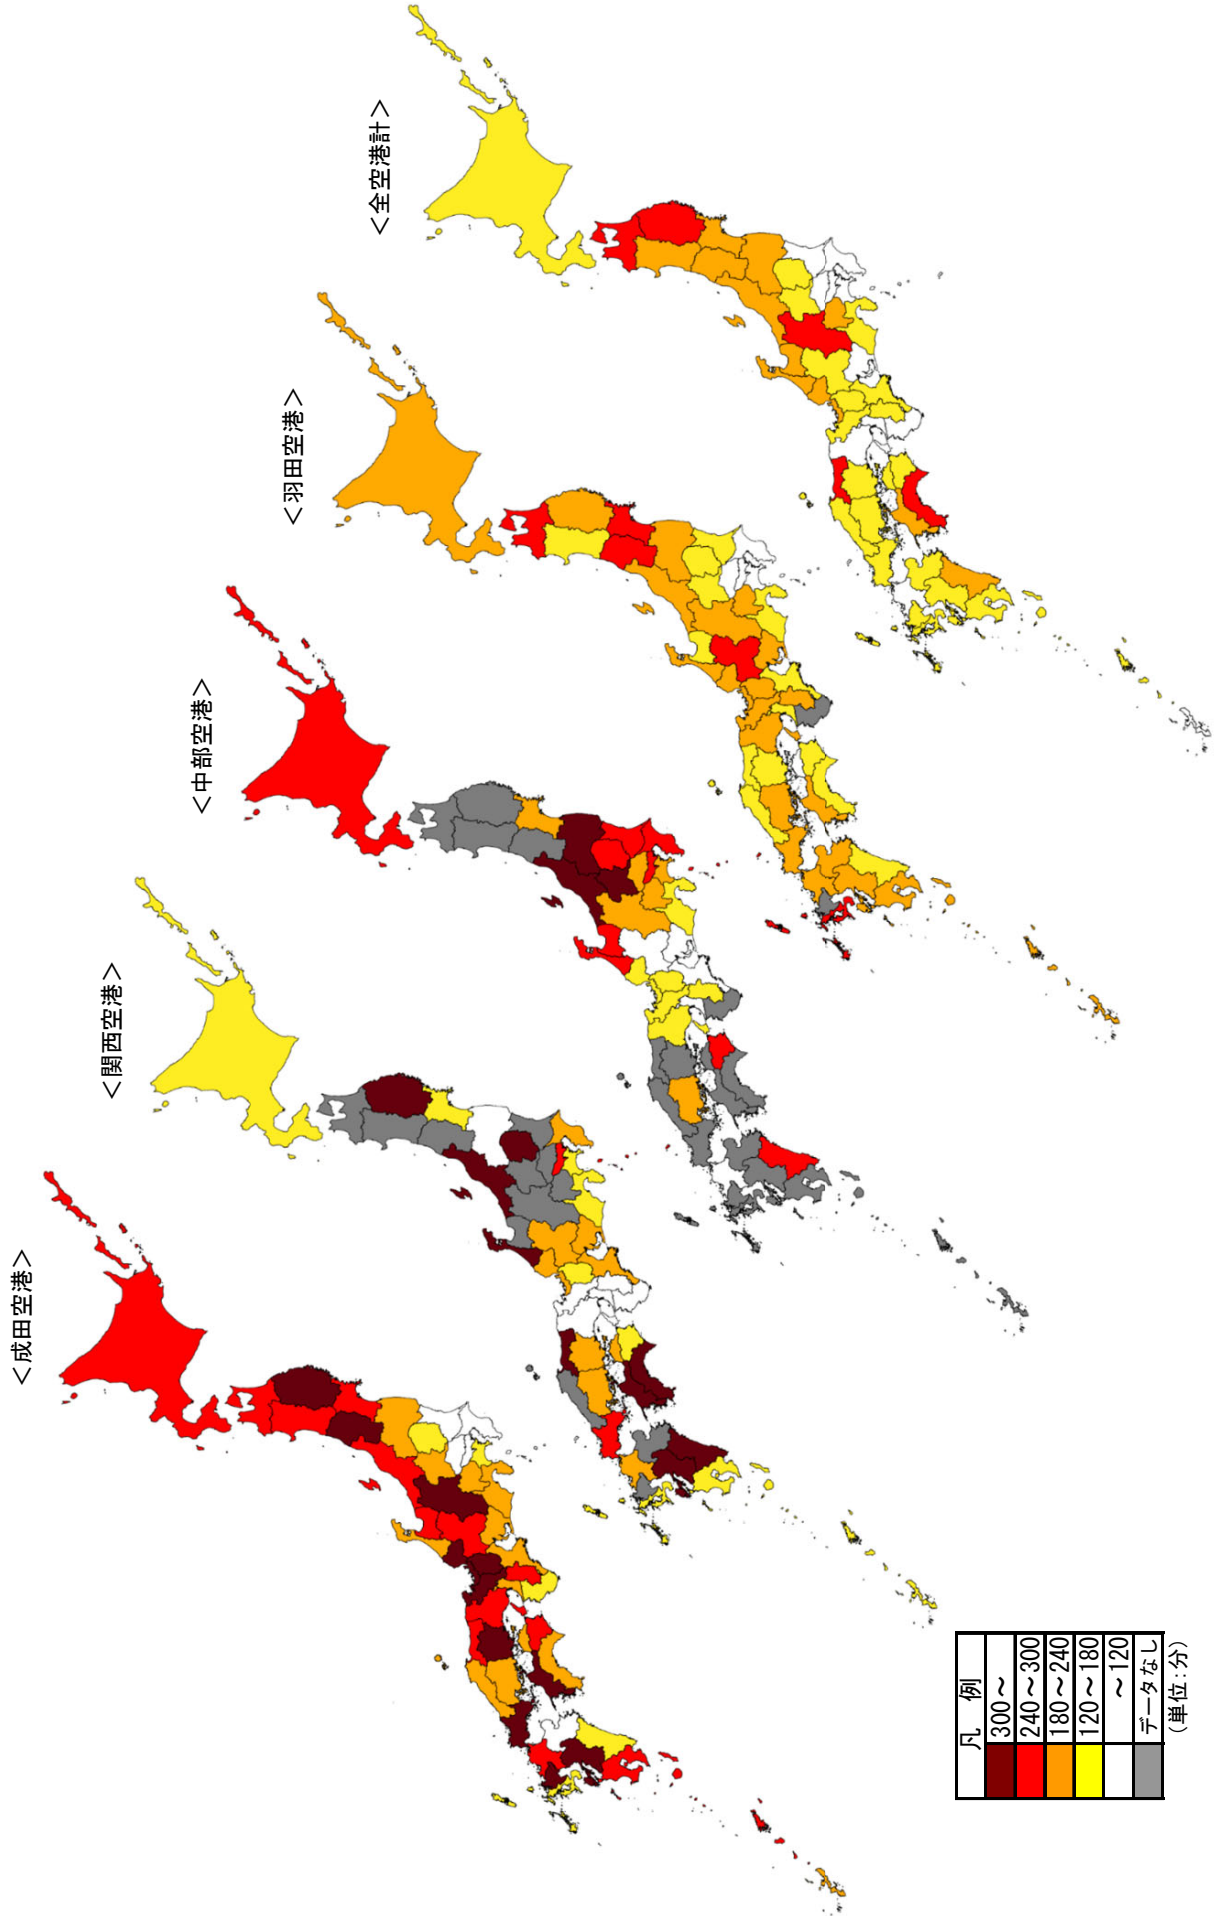 ＜全空港計＞
＜羽田空港＞
＜中部空港＞
＜関西空港＞
＜成田空港＞
凡　例
300～
240～300
180～240
120～180
～120
データなし
(単位:分)